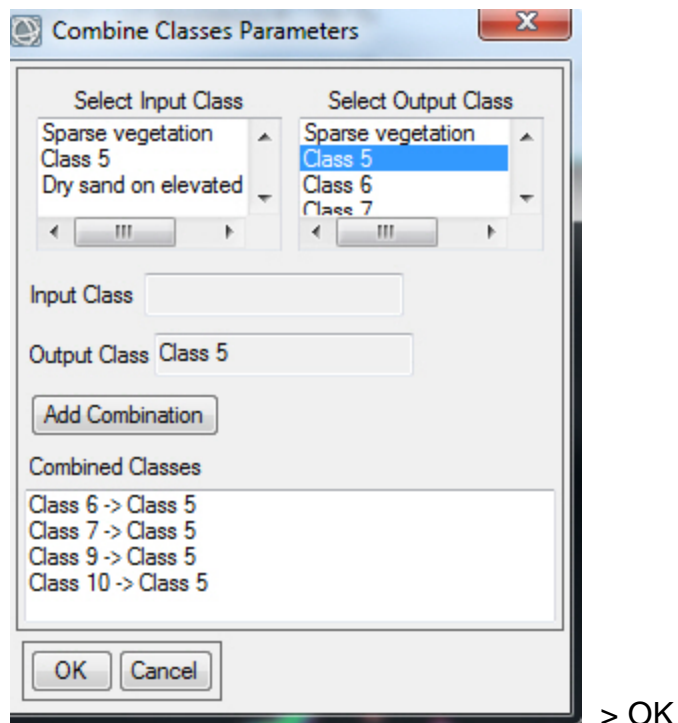 Combine Classes Parameters
Select Input Class Select Output Class
Sparse vegetation Sparse vegetation
Class 5 Class 5
Dry sand on elevated Class 6
Class 7
Input Class
Output Class Class 5
Add Combination
Combined Classes
Class 6 -> Class 5
Class 7 -> Class 5
Class 9 -> Class 5
Class 10 -> Class 5
OK Cancel
> OK